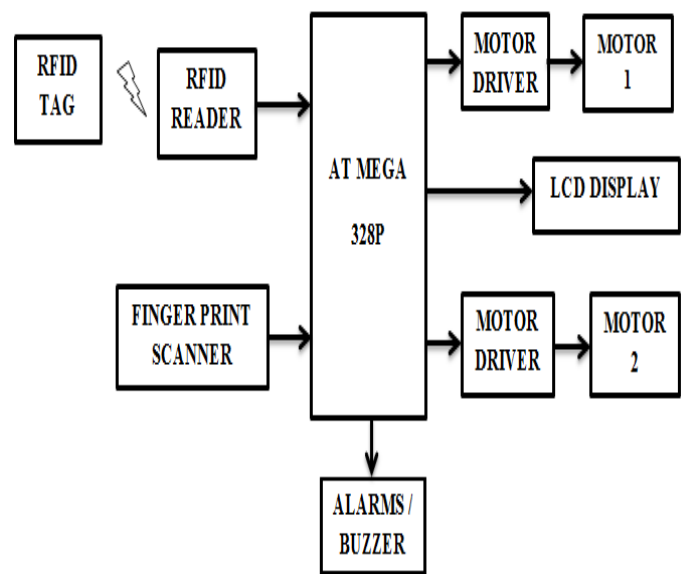 RFID
TAG
RFID
READER
AT MEGA
328P
MOTOR
DRIVER
MOTOR
1
LCD DISPLAY
FINGER PRINT
SCANNER
MOTOR
DRIVER
MOTOR
2
ALARMS /
BUZZER